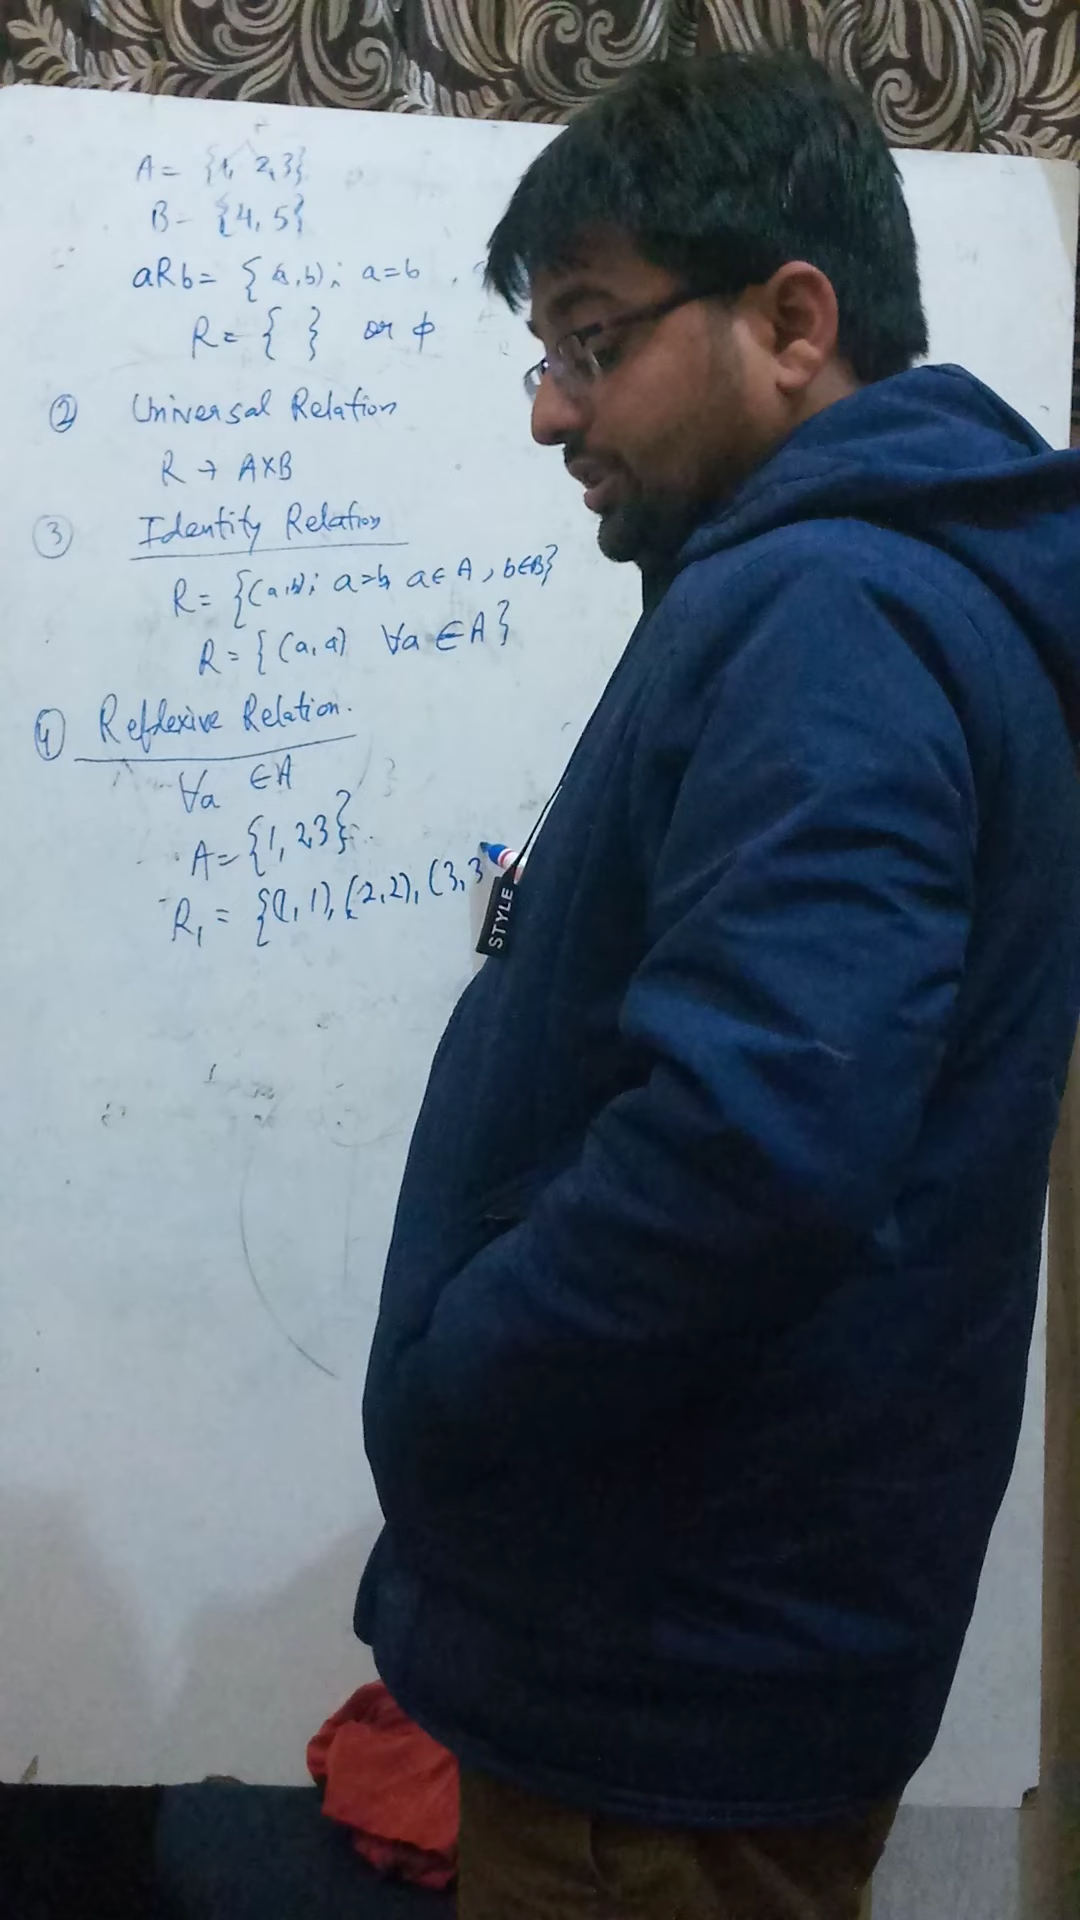 A = {1, 2,3}
B = {4, 5}
aRb = {(a,b); a=b ,
R = { } or ϕ
② Universal Relation
R → A×B
③ Identity Relation
R = {(a,b); a=b, a∈A, b∈B}
R = {(a,a) ∀a ∈ A}
④ Reflexive Relation.
∀a ∈A
A = {1, 2,3}
R₁ = {(1, 1), (2,2), (3,3
STYLE